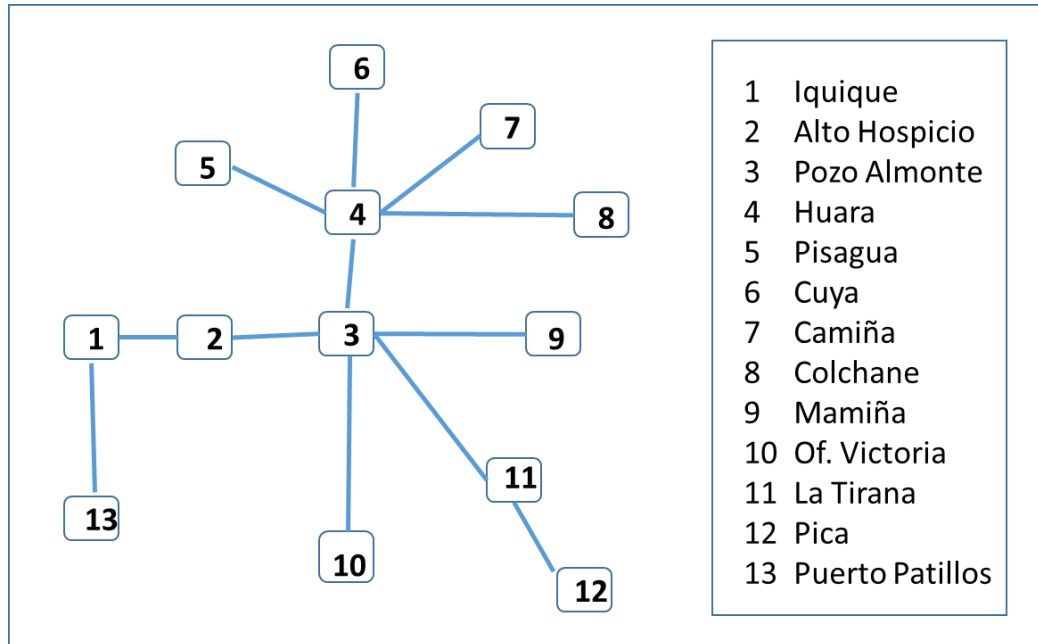 6
7
5
4
8
1
2
3
9
11
13
10
12
1 Iquique
2 Alto Hospicio
3 Pozo Almonte
4 Huara
5 Pisagua
6 Cuya
7 Camiña
8 Colchane
9 Mamiña
10 Of. Victoria
11 La Tirana
12 Pica
13 Puerto Patillos